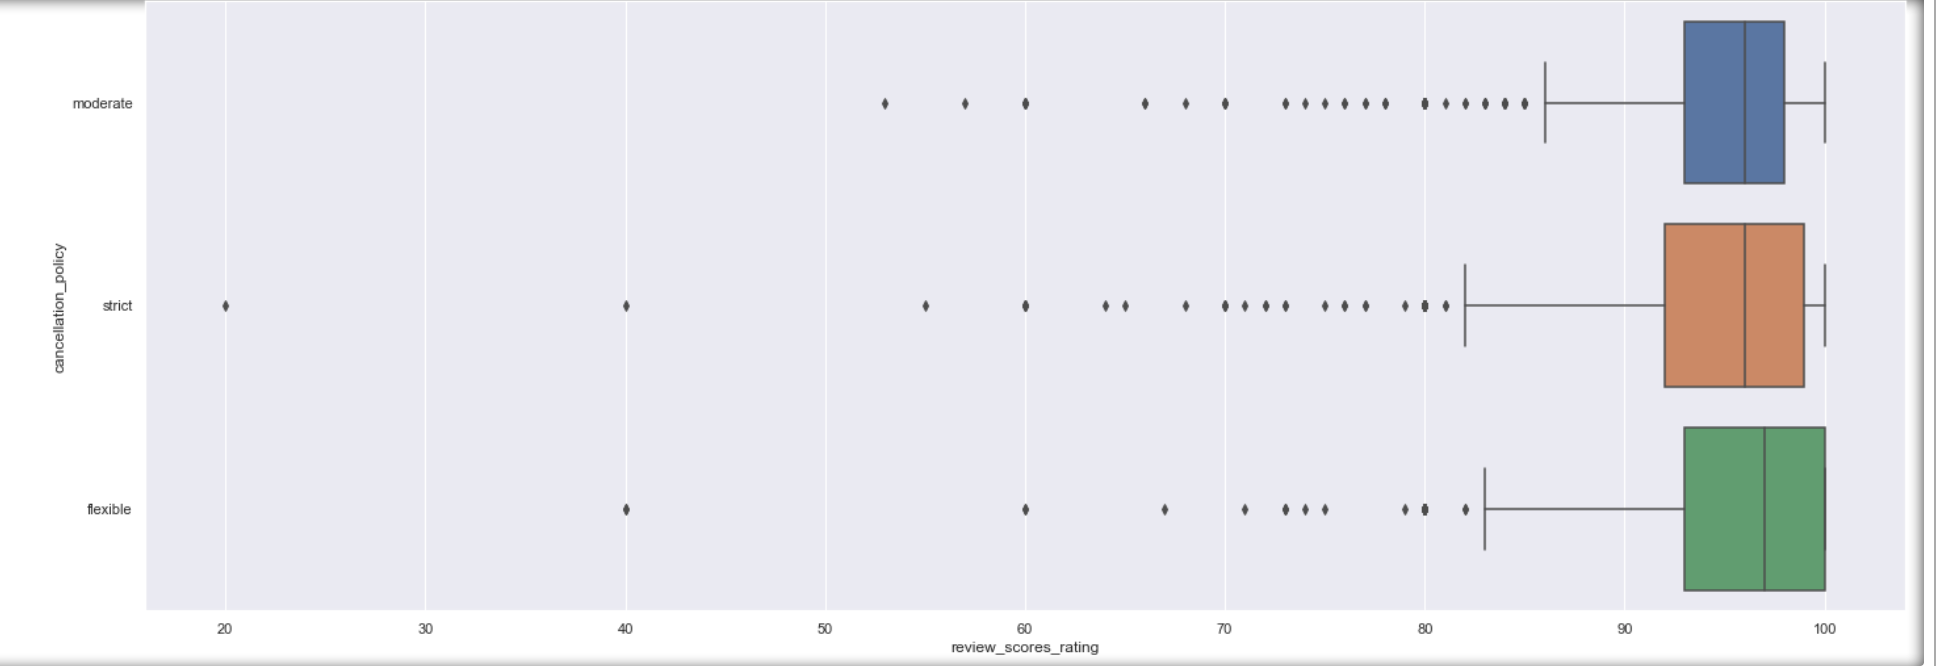 moderate
strict
flexible
cancellation_policy
20 30 40 50 60 70 80 90 100
review_scores_rating